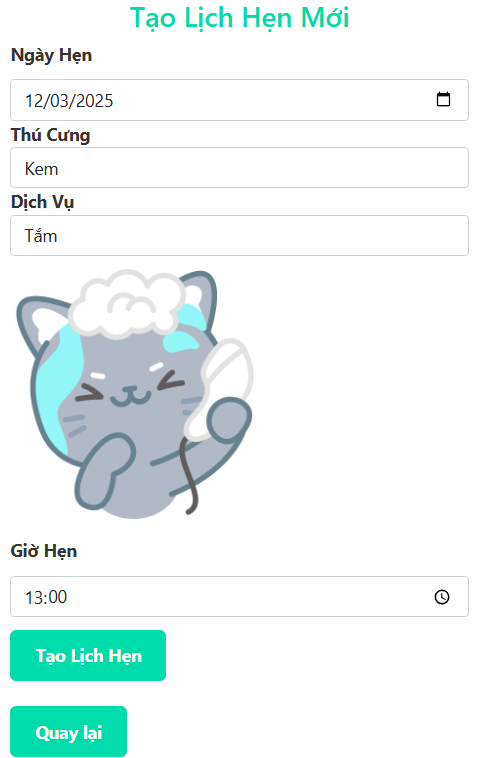 Tạo Lịch Hẹn Mới
Ngày Hẹn
12/03/2025
Thú Cưng
Kem
Dịch Vụ
Tắm
Giờ Hẹn
13:00
Tạo Lịch Hẹn
Quay lại